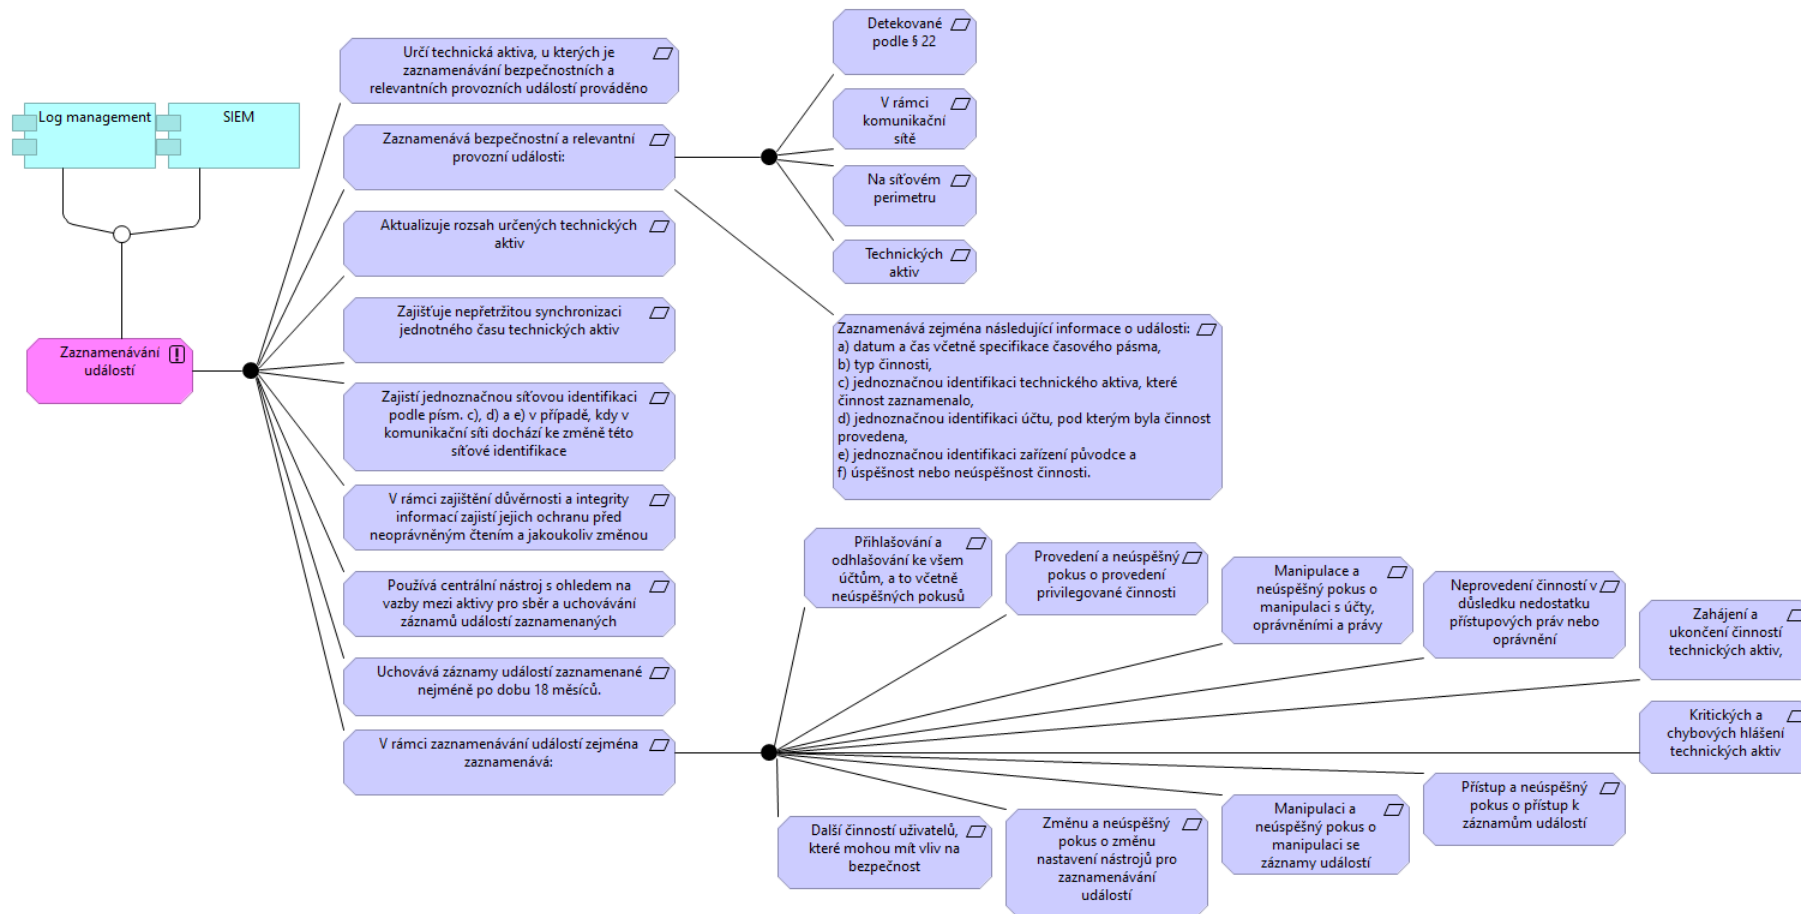 Log management
SIEM
Zaznamenávání
událostí
Určí technická aktiva, u kterých je
zaznamenávání bezpečnostních a
relevantních provozních událostí prováděno
Zaznamenává bezpečnostní a relevantní
provozní události:
Aktualizuje rozsah určených technických
aktiv
Zajišťuje nepřetržitou synchronizaci
jednotného času technických aktiv
Zajistí jednoznačnou síťovou identifikaci
podle písm. c), d) a e) v případě, kdy v
komunikační síti dochází ke změně této
síťové identifikace
V rámci zajištění důvěrnosti a integrity
informací zajistí jejich ochranu před
neoprávněným čtením a jakoukoliv změnou
Používá centrální nástroj s ohledem na
vazby mezi aktivy pro sběr a uchovávání
záznamů událostí zaznamenaných
Uchovává záznamy událostí zaznamenané
nejméně po dobu 18 měsíců.
V rámci zaznamenávání událostí zejména
zaznamenává:
Detekované
podle § 22
V rámci
komunikační
sítě
Na síťovém
perimetru
Technických
aktiv
Zaznamenává zejména následující informace o události:
a) datum a čas včetně specifikace časového pásma,
b) typ činnosti,
c) jednoznačnou identifikaci technického aktiva, které
činnost zaznamenalo,
d) jednoznačnou identifikaci účtu, pod kterým byla činnost
provedena,
e) jednoznačnou identifikaci zařízení původce a
f) úspěšnost nebo neúspěšnost činnosti.
Přihlašování a
odhlašování ke všem
účtům, a to včetně
neúspěšných pokusů
Provedení a neúspěšný
pokus o provedení
privilegované činnosti
Manipulace a
neúspěšný pokus o
manipulaci s účty,
oprávněními a právy
Neprovedení činností v
důsledku nedostatku
přístupových práv nebo
oprávnění
Zahájení a
ukončení činností
technických aktiv,
Kritických a
chybových hlášení
technických aktiv
Přístup a neúspěšný
pokus o přístup k
záznamům událostí
Manipulaci a
neúspěšný pokus o
manipulaci se
záznamy událostí
Změnu a neúspěšný
pokus o změnu
nastavení nástrojů pro
zaznamenávání
událostí
Další činností uživatelů,
které mohou mít vliv na
bezpečnost